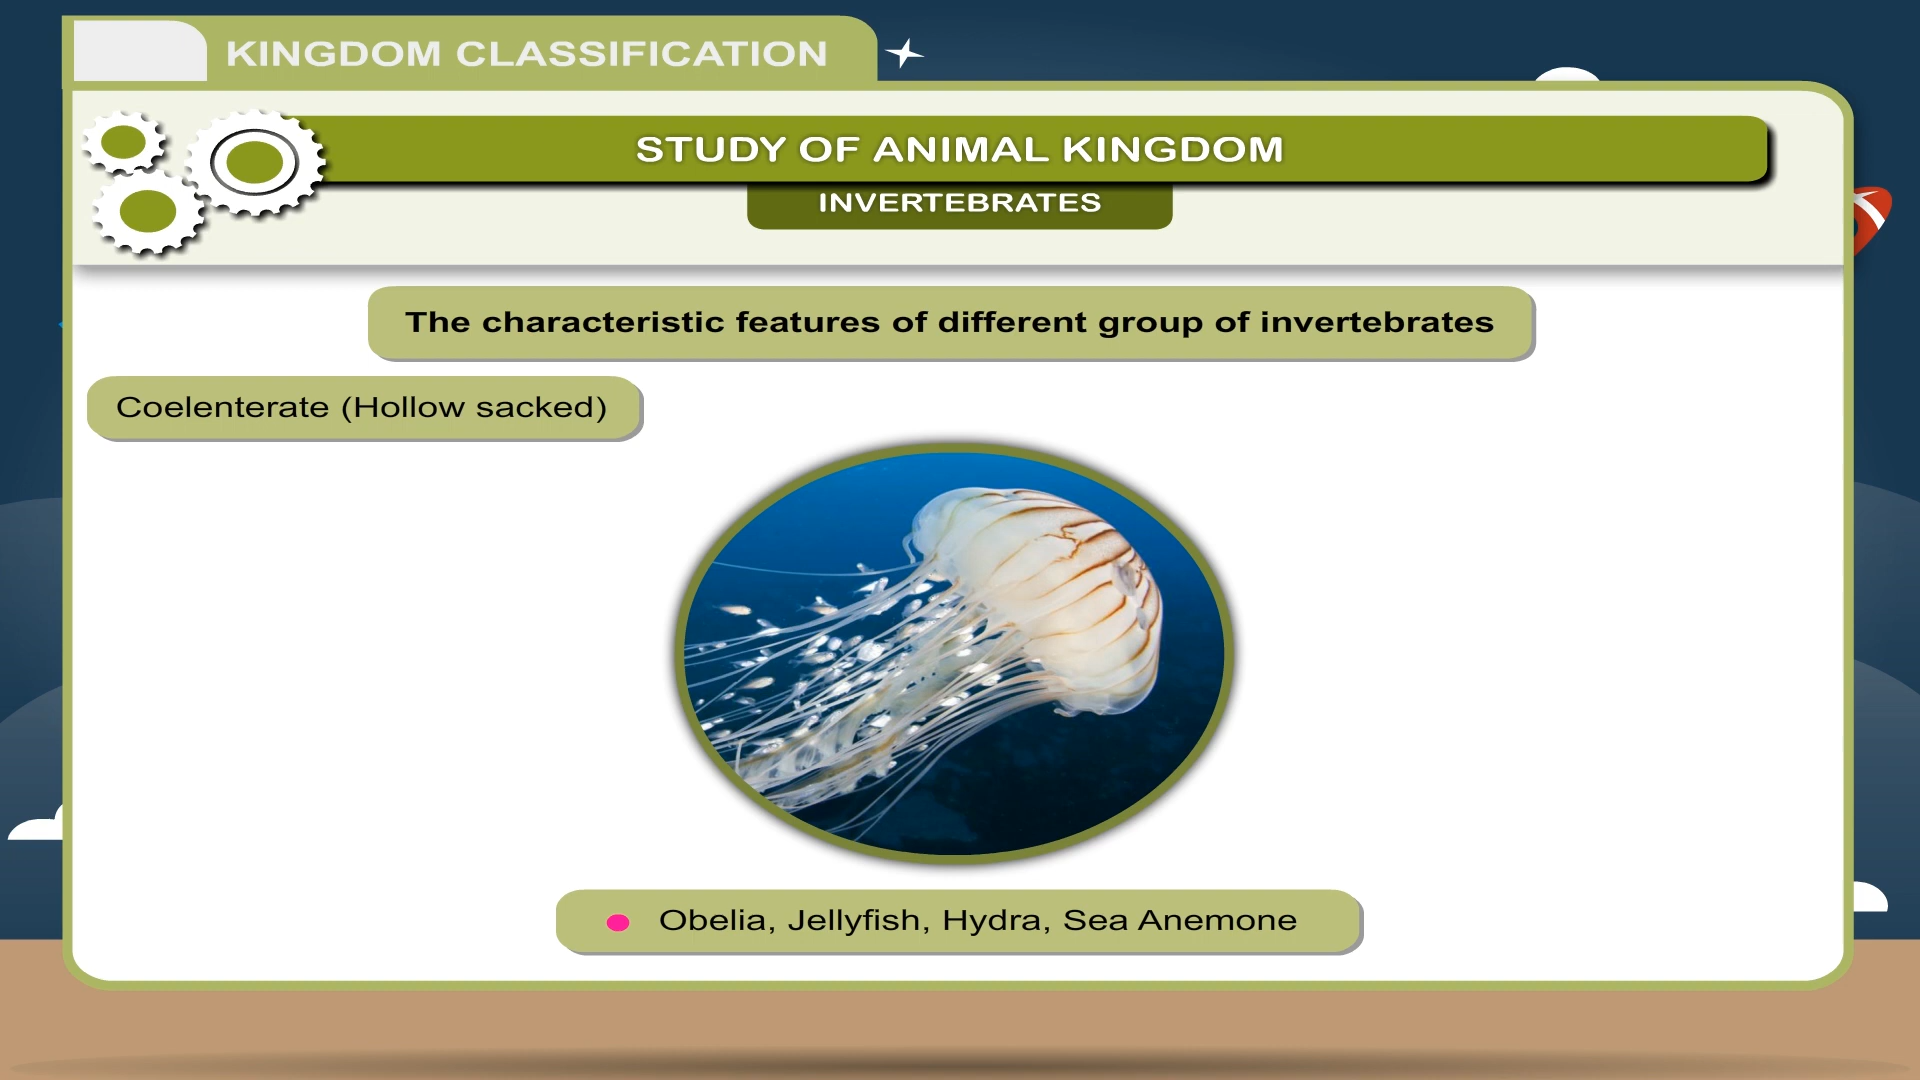 KINGDOM CLASSIFICATION
STUDY OF ANIMAL KINGDOM
INVERTEBRATES
The characteristic features of different group of invertebrates
Coelenterate (Hollow sacked)
Obelia, Jellyfish, Hydra, Sea Anemone